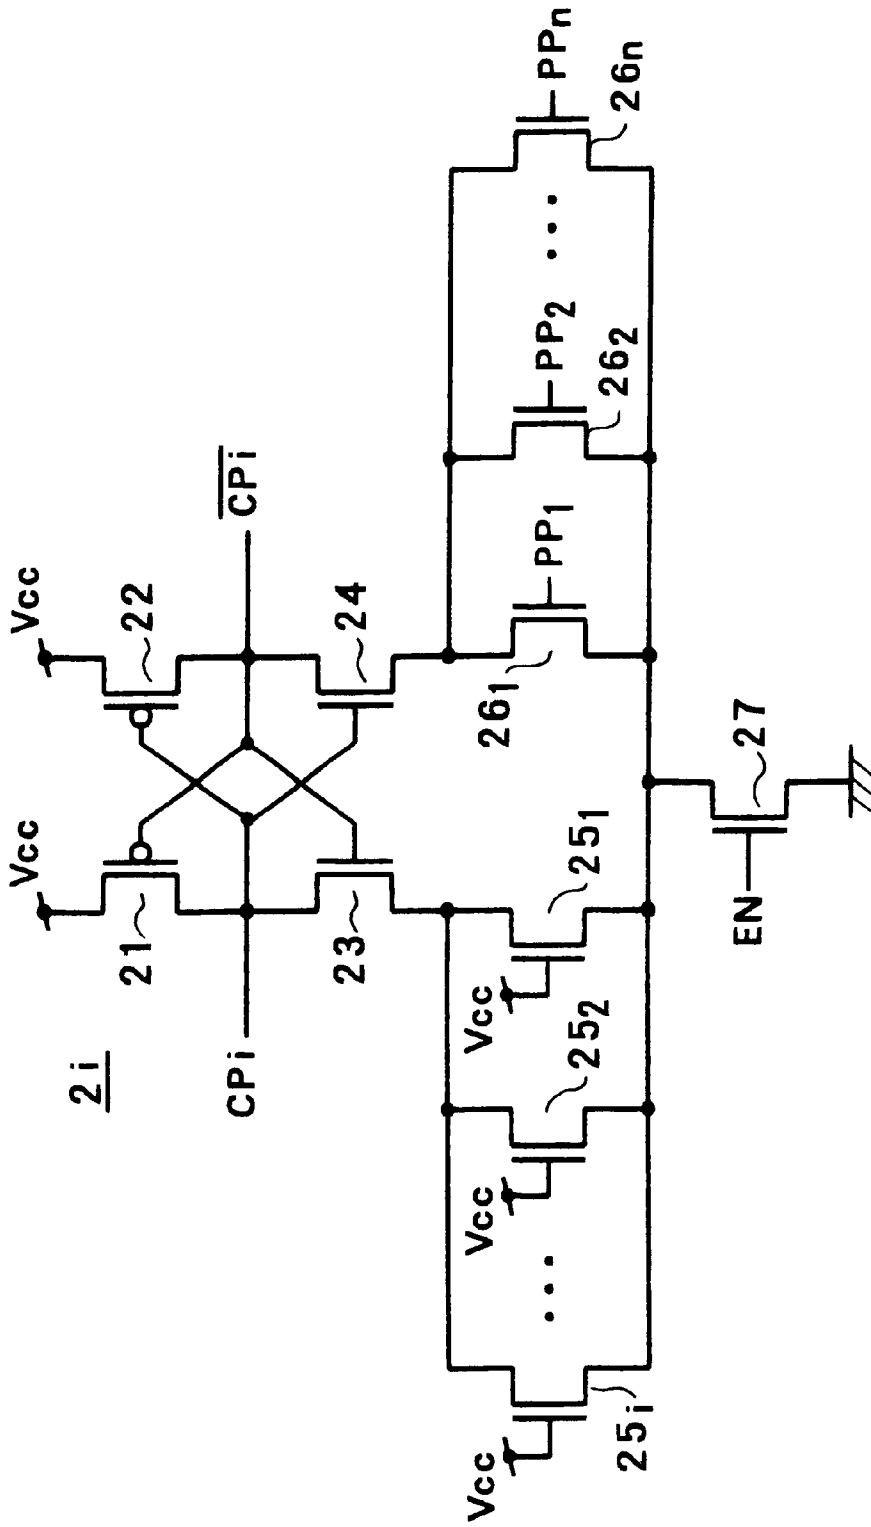 Vcc
Vcc
2i
21
22
CPi
C̅P̅i̅
23
24
Vcc
Vcc
Vcc
26₁
PP₁
PP₂
PPₙ
25ᵢ
25₂
25₁
26₂
26ₙ
EN
27